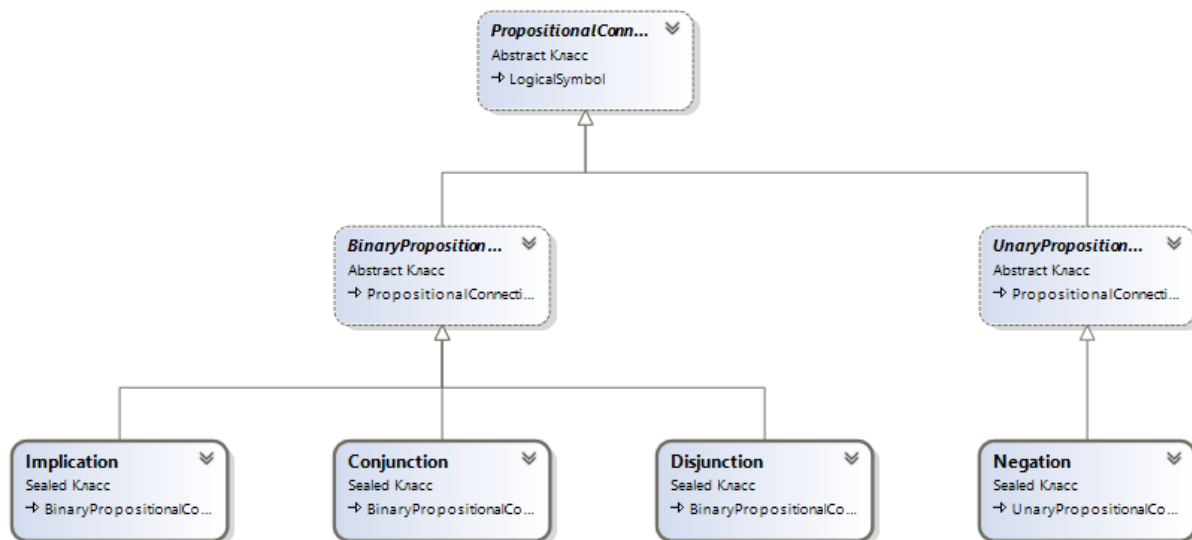 PropositionalConn...
Abstract Класс
LogicalSymbol
BinaryProposition...
Abstract Класс
PropositionalConnecti...
UnaryProposition...
Abstract Класс
PropositionalConnecti...
Implication
Sealed Класс
BinaryPropositionalCo...
Conjunction
Sealed Класс
BinaryPropositionalCo...
Disjunction
Sealed Класс
BinaryPropositionalCo...
Negation
Sealed Класс
UnaryPropositionalCo...